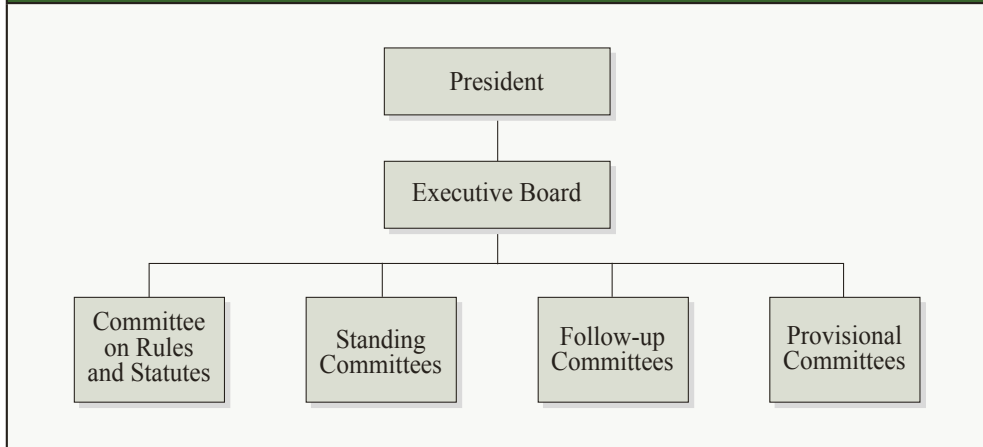 President
Executive Board
Committee
on Rules
and Statutes
Standing
Committees
Follow-up
Committees
Provisional
Committees